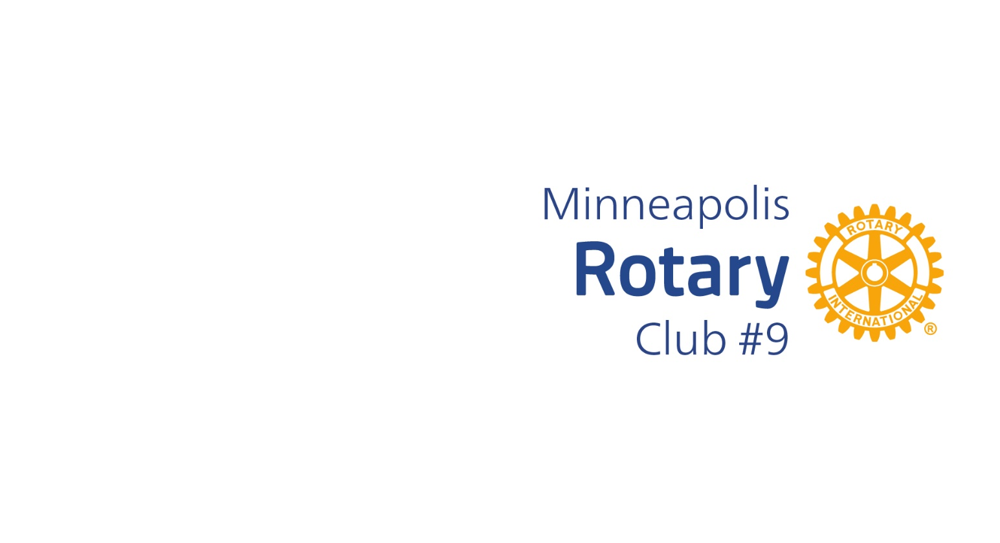 Minneapolis
Rotary
Club #9
ROTARY
INTERNATIONAL
®